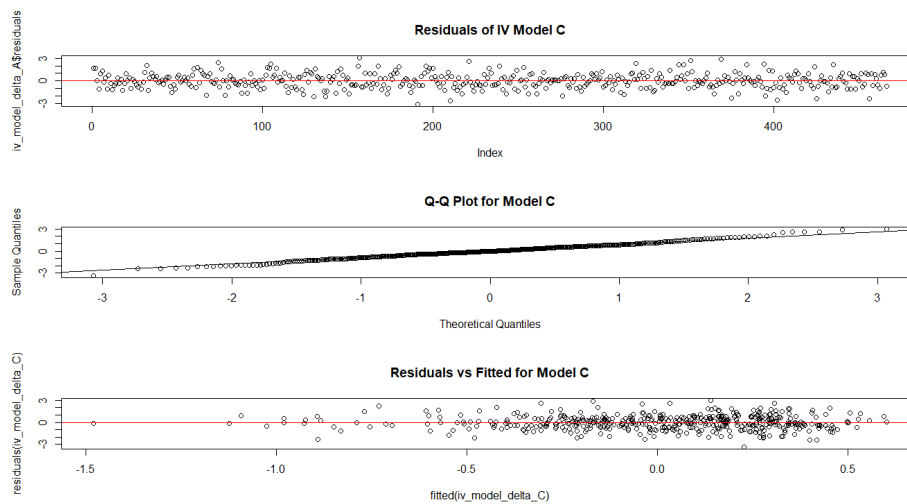 Residuals of IV Model C
iv_model_delta_A$residuals
3
0
-3
0 100 200 300 400
Index
Q-Q Plot for Model C
Sample Quantiles
3
0
-3
-3 -2 -1 0 1 2 3
Theoretical Quantiles
Residuals vs Fitted for Model C
residuals(iv_model_delta_C)
3
0
-3
-1.5 -1.0 -0.5 0.0 0.5
fitted(iv_model_delta_C)